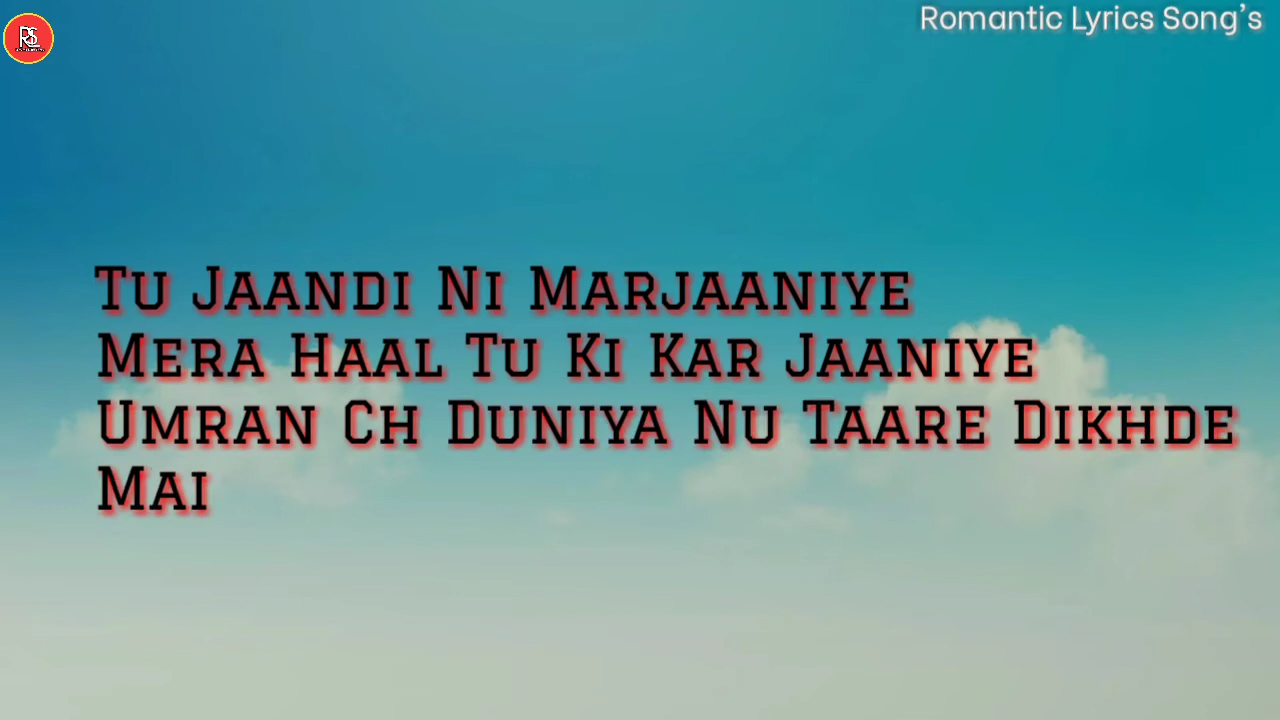 RS
Romantic Lyrics Song's
Tu Jaandi Ni Marjaaniye
Mera Haal Tu Ki Kar Jaaniye
Umran Ch Duniya Nu Taare Dikhde
Mai